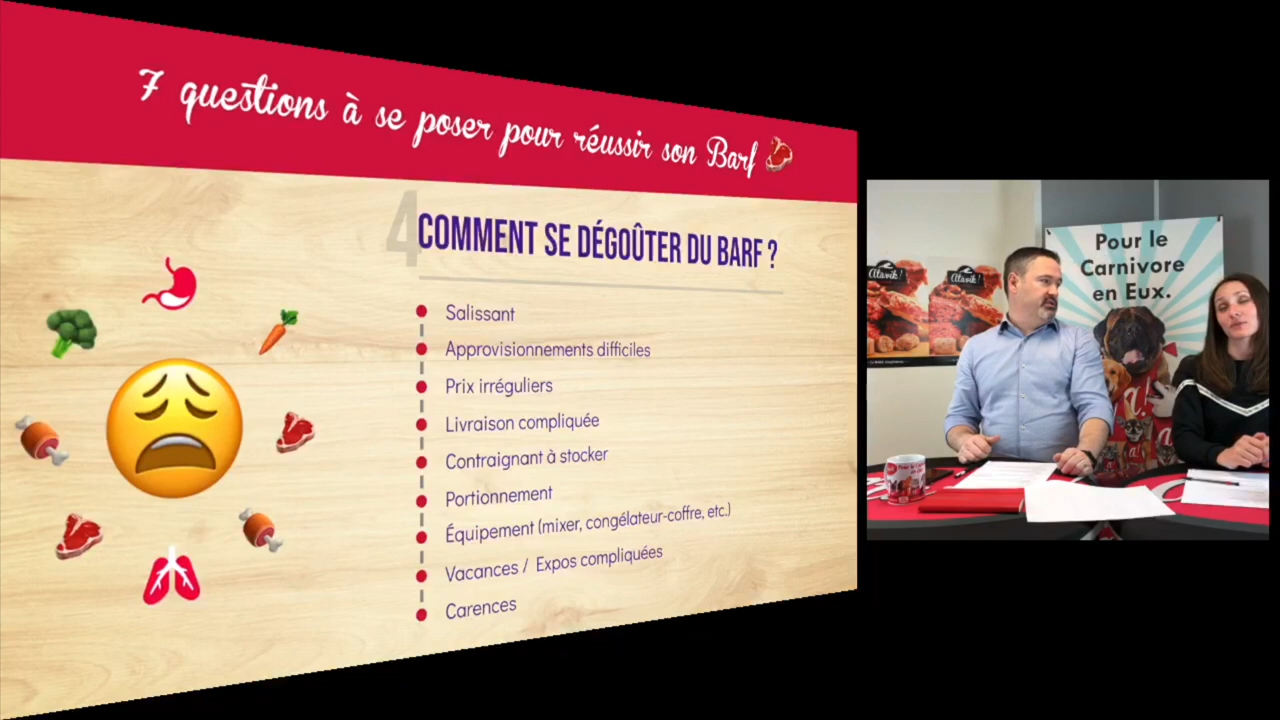 7 questions à se poser pour réussir son Barf
4
COMMENT SE DÉGOÛTER DU BARF ?
Salissant
Approvisionnements difficiles
Prix irréguliers
Livraison compliquée
Contraignant à stocker
Portionnement
Équipement (mixer, congélateur-coffre, etc.)
Vacances / Expos compliquées
Carences
Atavik!
Atavik!
Pour le
Carnivore
en Eux.